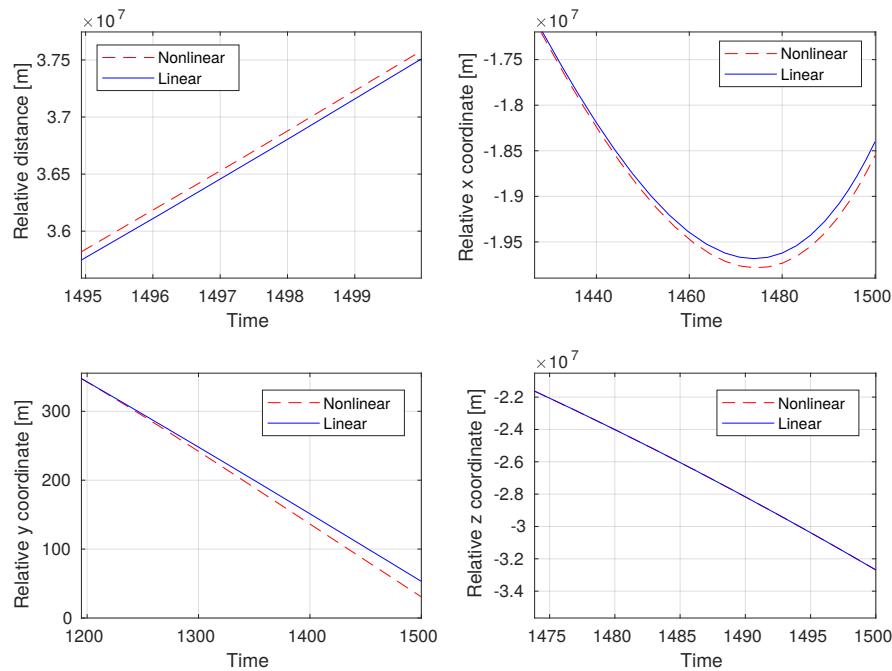 ×10^7
Relative distance [m]
3.75
3.7
3.65
3.6
1495 1496 1497 1498 1499
Time
Nonlinear
Linear
×10^7
Relative x coordinate [m]
-1.75
-1.8
-1.85
-1.9
-1.95
1440 1460 1480 1500
Time
Nonlinear
Linear
Relative y coordinate [m]
300
200
100
0
1200 1300 1400 1500
Time
Nonlinear
Linear
×10^7
Relative z coordinate [m]
-2.2
-2.4
-2.6
-2.8
-3
-3.2
-3.4
1475 1480 1485 1490 1495 1500
Time
Nonlinear
Linear